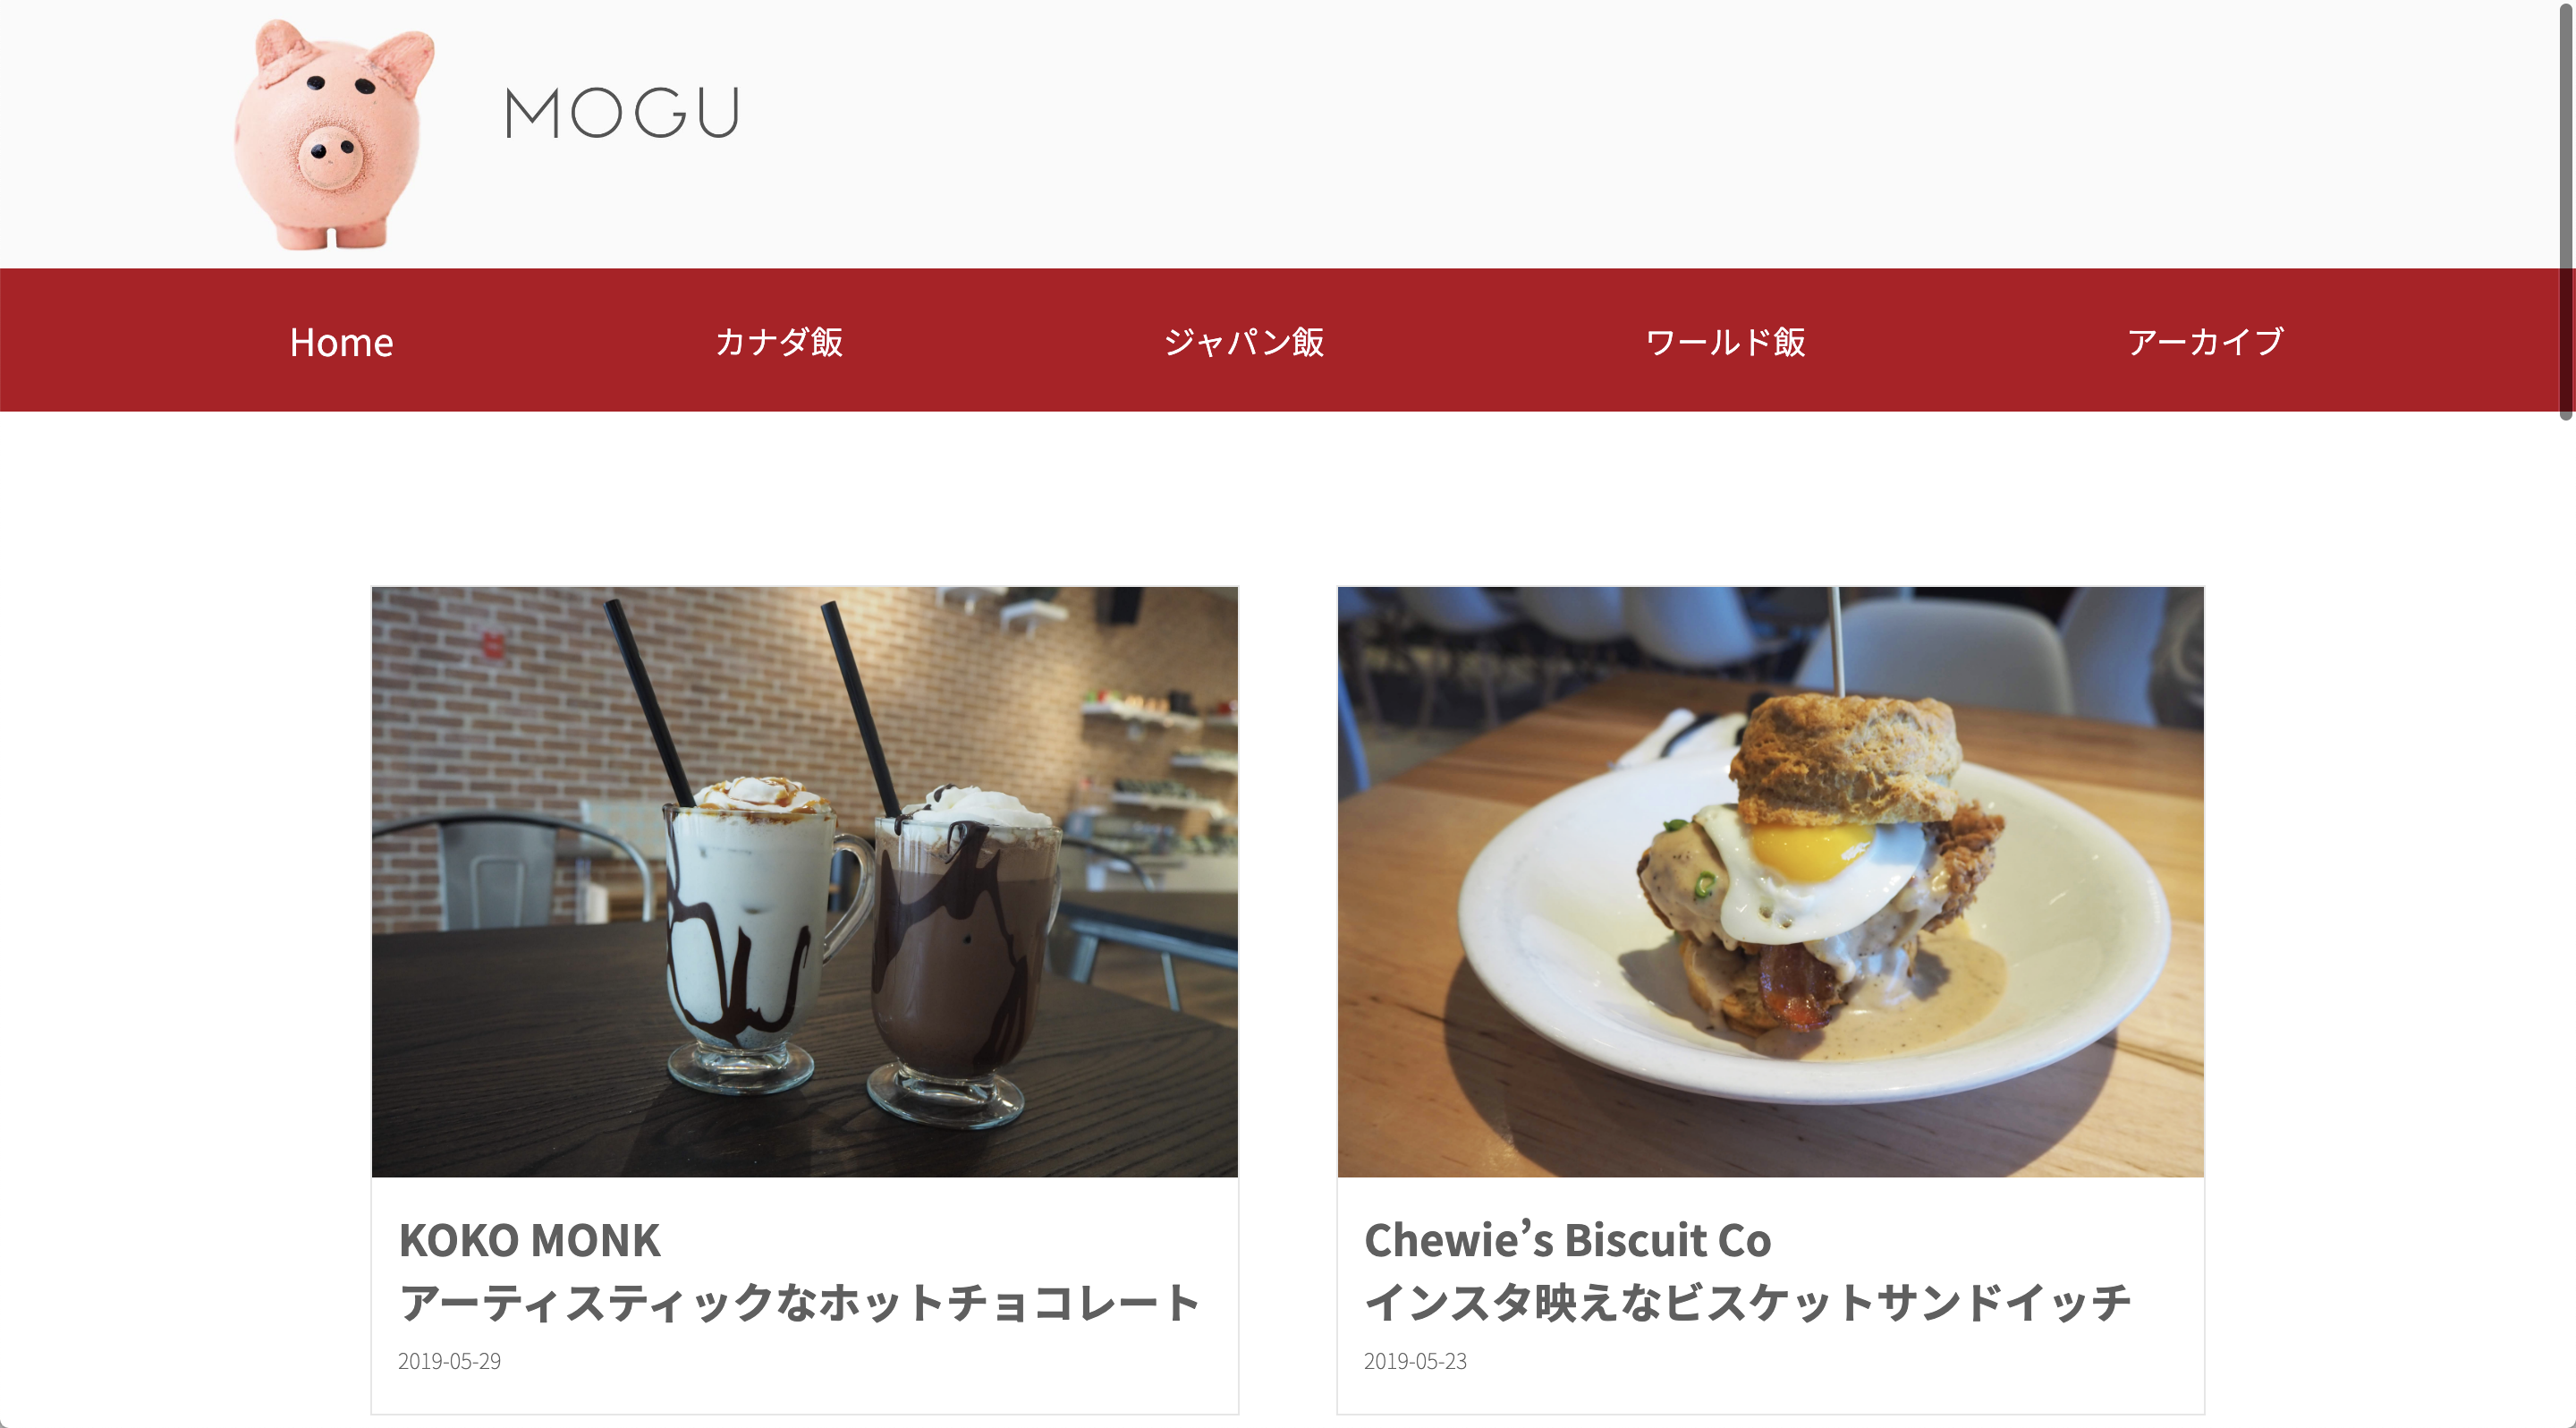 MOGU
Home カナダ飯 ジャパン飯 ワールド飯 アーカイブ
KOKO MONK
アーティスティックなホットチョコレート
2019-05-29
Chewie’s Biscuit Co
インスタ映えなビスケットサンドイッチ
2019-05-23